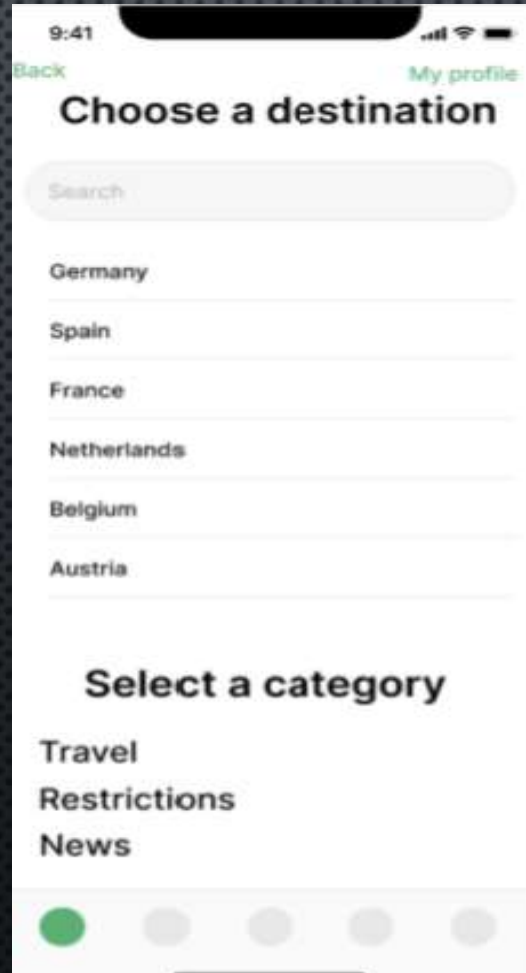 9:41
Back
My profile
Choose a destination
Search
Germany
Spain
France
Netherlands
Belgium
Austria
Select a category
Travel
Restrictions
News